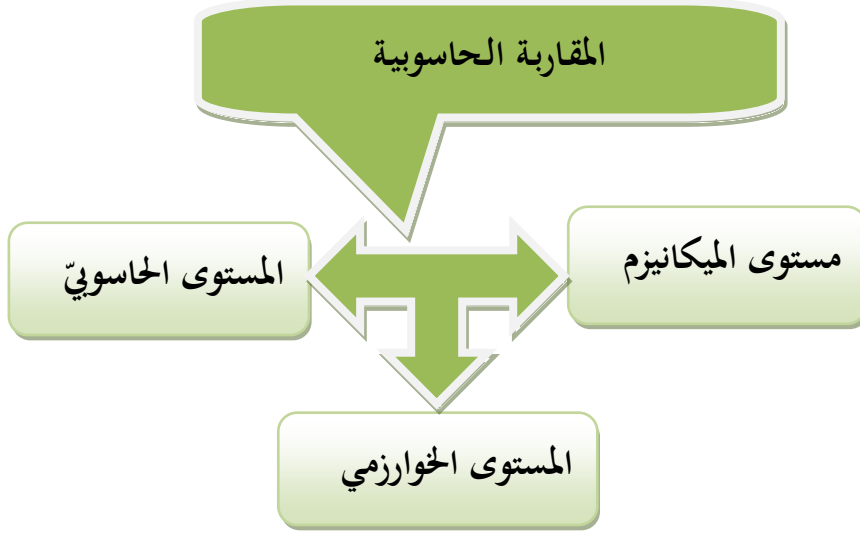 المقاربة الحاسوبية
مستوى الميكانيزم
المستوى الحاسوبيّ
المستوى الخوارزمي